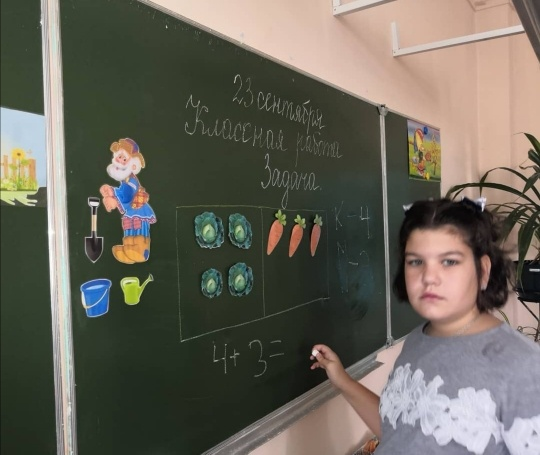 23 сентября
Классная работа
Задача.
К – 4
4 + 3 =